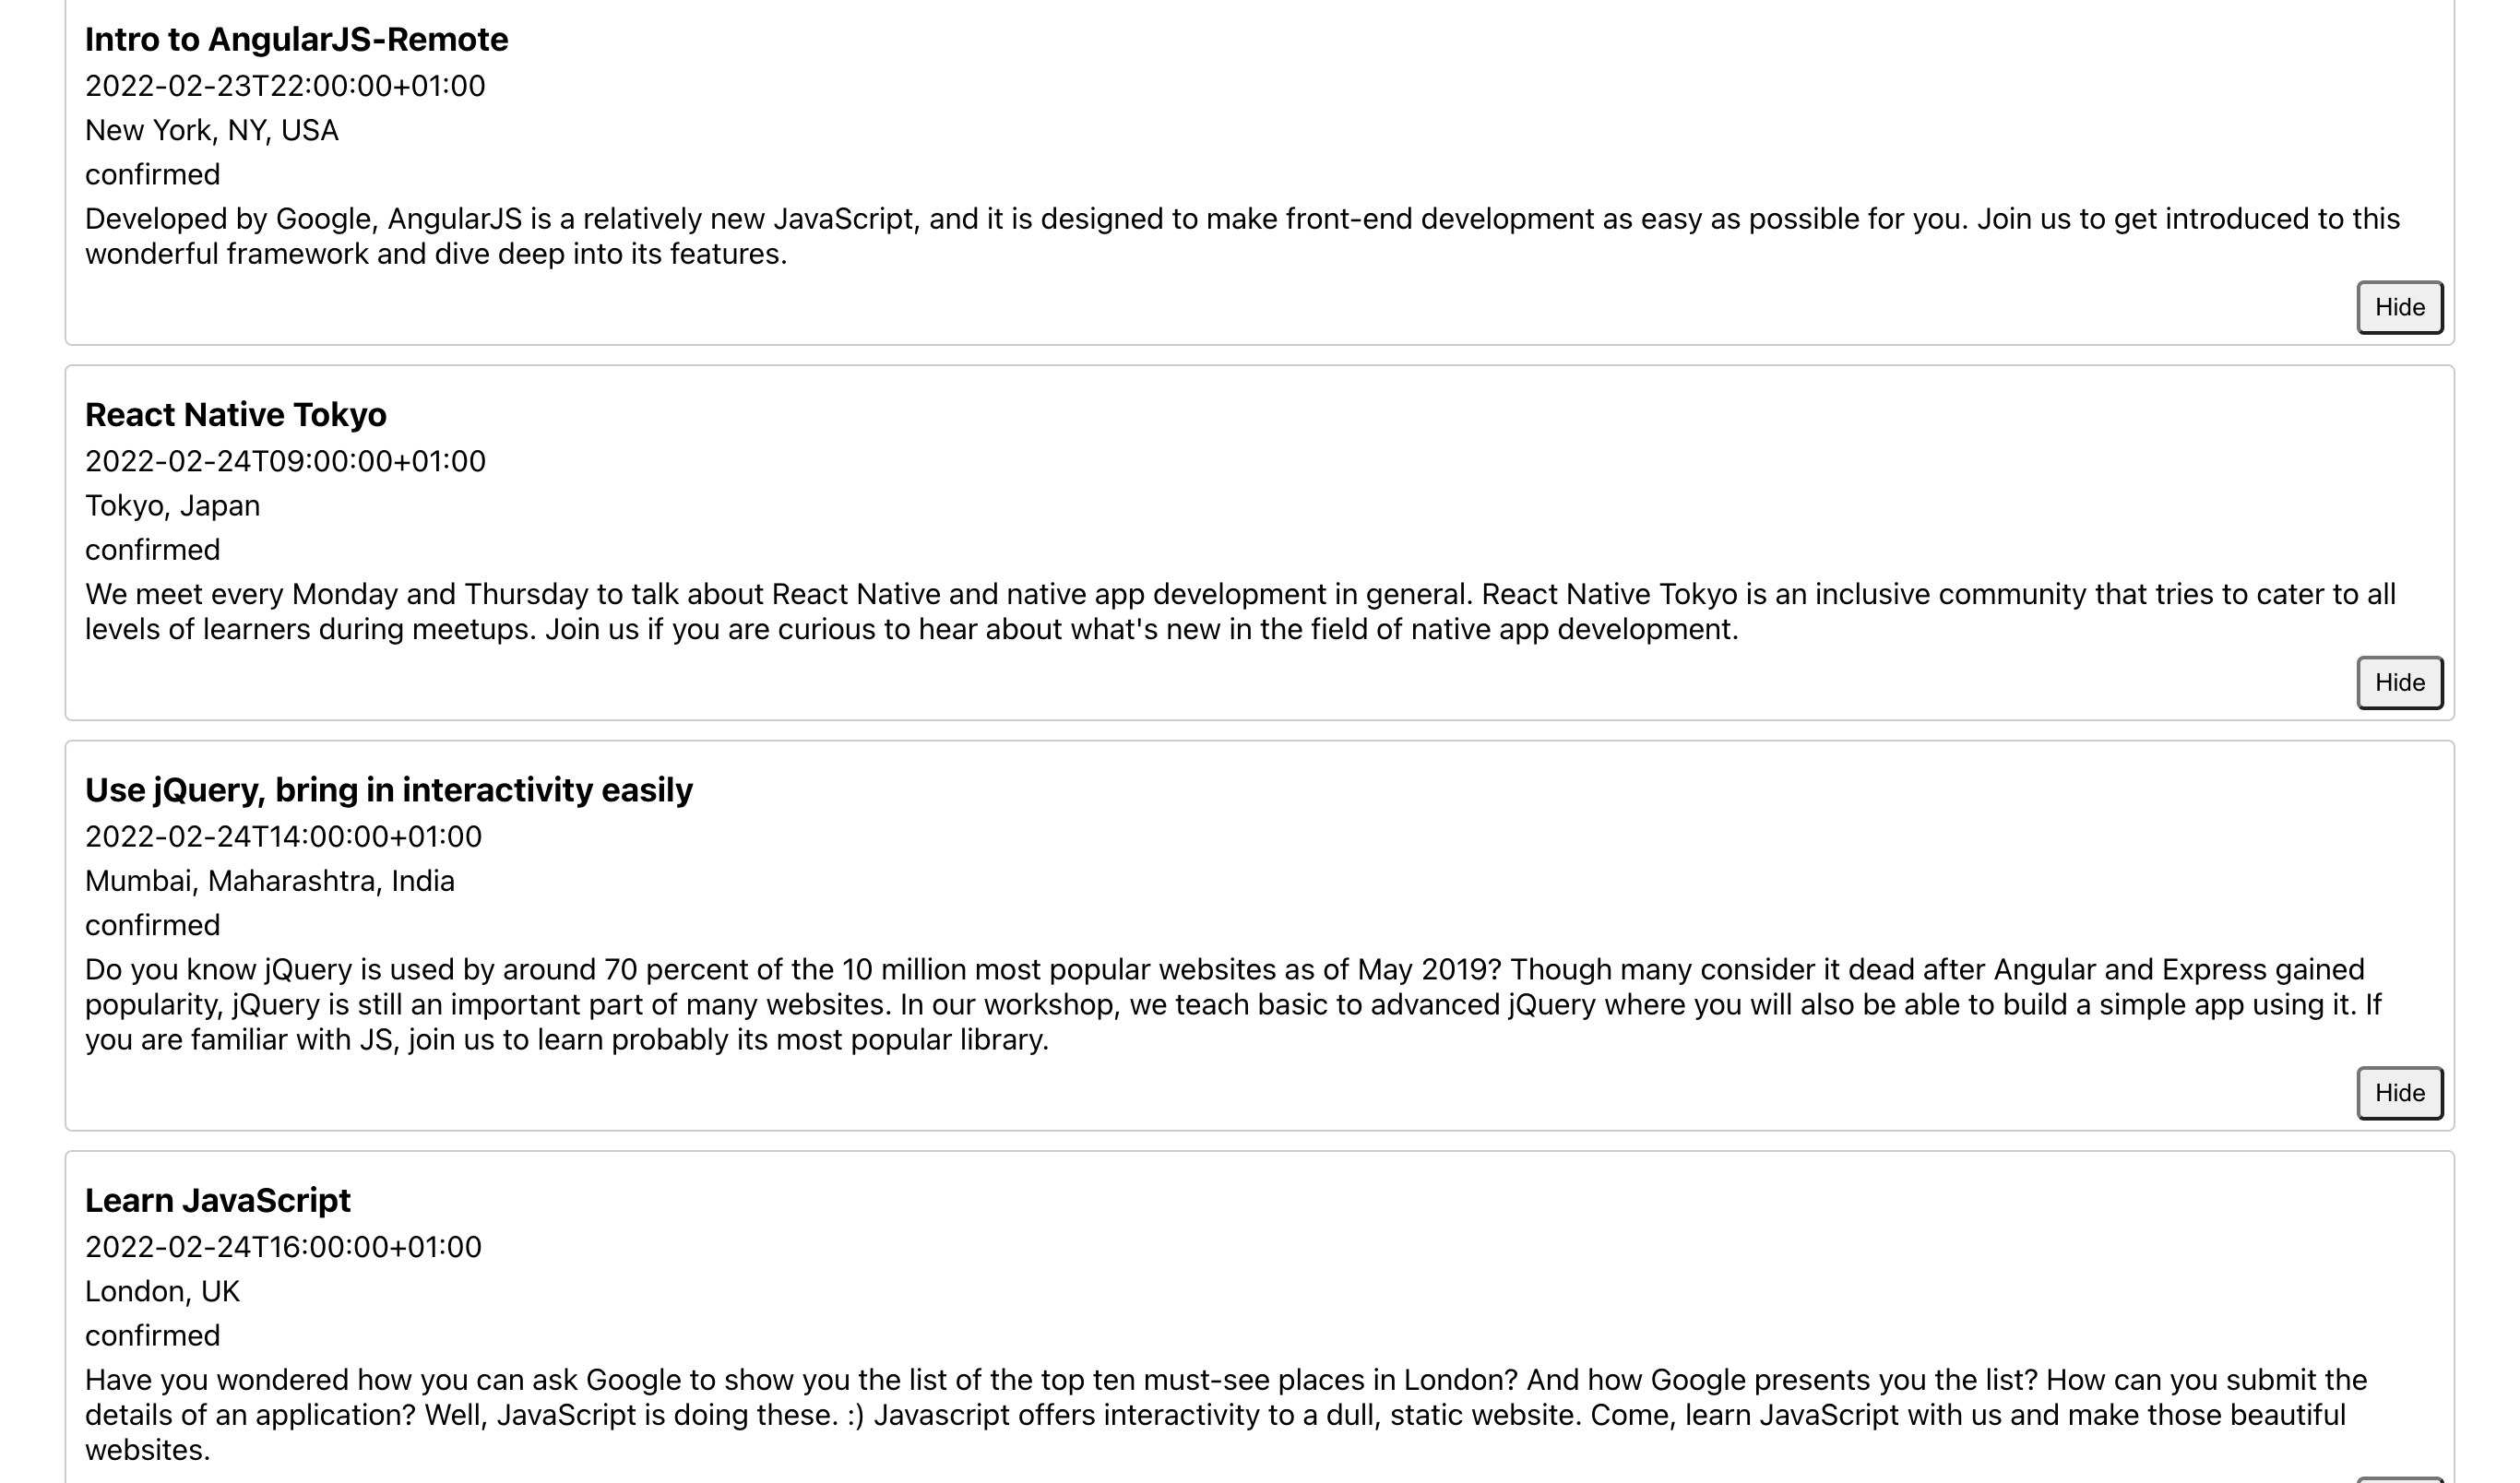 Intro to AngularJS-Remote
2022-02-23T22:00:00+01:00
New York, NY, USA
confirmed
Developed by Google, AngularJS is a relatively new JavaScript, and it is designed to make front-end development as easy as possible for you. Join us to get introduced to this
wonderful framework and dive deep into its features.
Hide
React Native Tokyo
2022-02-24T09:00:00+01:00
Tokyo, Japan
confirmed
We meet every Monday and Thursday to talk about React Native and native app development in general. React Native Tokyo is an inclusive community that tries to cater to all
levels of learners during meetups. Join us if you are curious to hear about what's new in the field of native app development.
Hide
Use jQuery, bring in interactivity easily
2022-02-24T14:00:00+01:00
Mumbai, Maharashtra, India
confirmed
Do you know jQuery is used by around 70 percent of the 10 million most popular websites as of May 2019? Though many consider it dead after Angular and Express gained
popularity, jQuery is still an important part of many websites. In our workshop, we teach basic to advanced jQuery where you will also be able to build a simple app using it. If
you are familiar with JS, join us to learn probably its most popular library.
Hide
Learn JavaScript
2022-02-24T16:00:00+01:00
London, UK
confirmed
Have you wondered how you can ask Google to show you the list of the top ten must-see places in London? And how Google presents you the list? How can you submit the
details of an application? Well, JavaScript is doing these. :) Javascript offers interactivity to a dull, static website. Come, learn JavaScript with us and make those beautiful
websites.